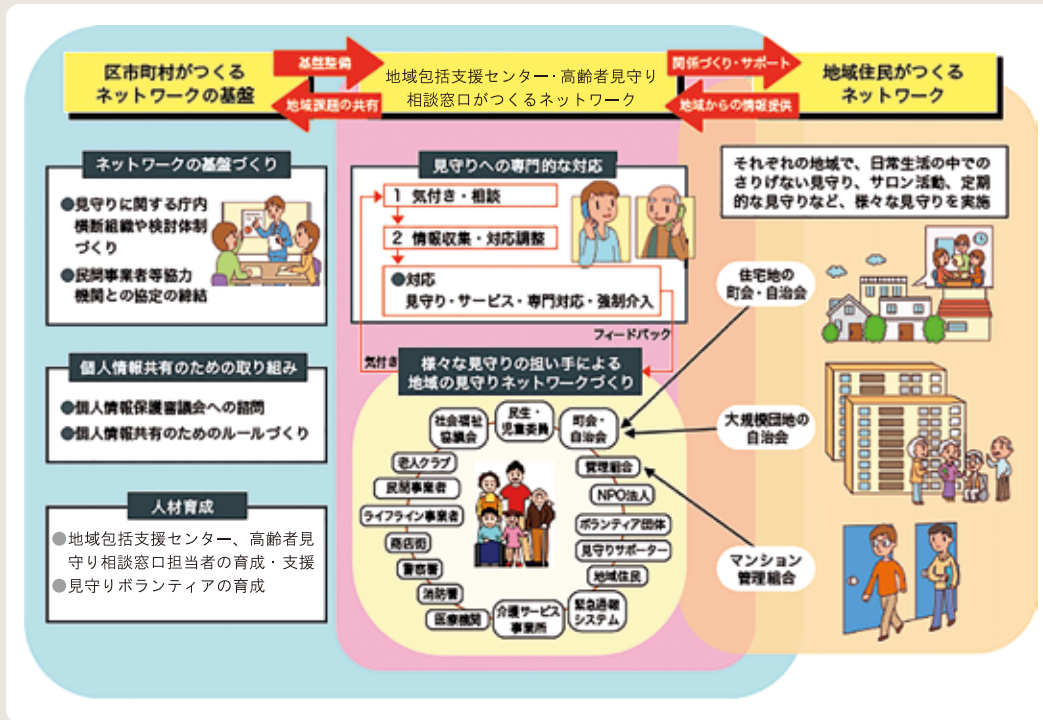 区市町村がつくる
ネットワークの基盤
基盤整備
地域課題の共有
地域包括支援センター・高齢者見守り
相談窓口がつくるネットワーク
関係づくり・サポート
地域からの情報提供
地域住民がつくる
ネットワーク
ネットワークの基盤づくり
●見守りに関する庁内
横断組織や検討体制
づくり
●民間事業者等協力
機関との協定の締結
個人情報共有のための取り組み
●個人情報保護審議会への諮問
●個人情報共有のためのルールづくり
人材育成
●地域包括支援センター、高齢者見
守り相談窓口担当者の育成・支援
●見守りボランティアの育成
見守りへの専門的な対応
1 気付き・相談
2 情報収集・対応調整
●対応
見守り・サービス・専門対応・強制介入
フィードバック
気付き
様々な見守りの担い手による
地域の見守りネットワークづくり
社会福祉
協議会
民生・
児童委員
町会・
自治会
老人クラブ
管理組合
民間事業者
NPO法人
ライフライン事業者
ボランティア団体
商店街
見守りサポーター
警察署
地域住民
消防署
緊急通報
システム
医療機関
介護サービス
事業所
それぞれの地域で、日常生活の中での
さりげない見守り、サロン活動、定期
的な見守りなど、様々な見守りを実施
住宅地の
町会・自治会
大規模団地の
自治会
マンション
管理組合